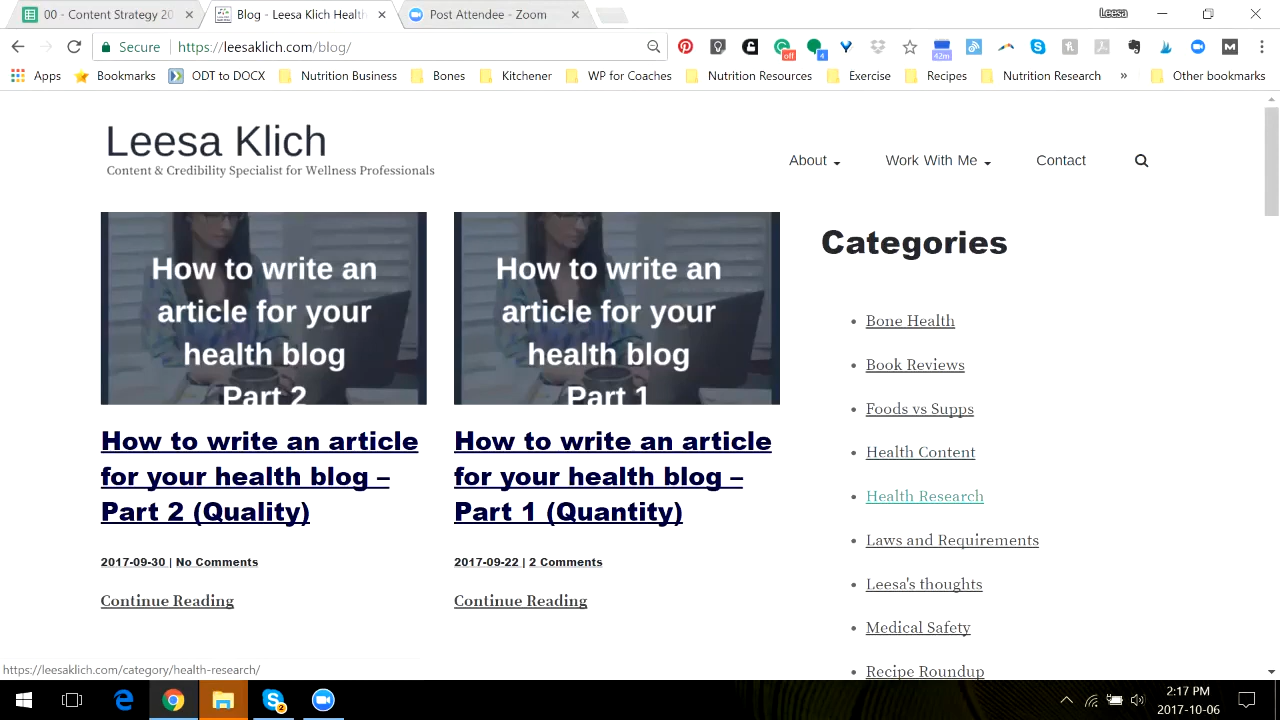 00 - Content Strategy 20
Blog - Leesa Klich Health
Post Attendee - Zoom
Leesa
Secure
https://leesaklich.com/blog/
off
4
42m
Apps
Bookmarks
ODT to DOCX
Nutrition Business
Bones
Kitchener
WP for Coaches
Nutrition Resources
Exercise
Recipes
Nutrition Research
»
Other bookmarks
Leesa Klich
Content & Credibility Specialist for Wellness Professionals
About
Work With Me
Contact
How to write an
article for your
health blog
Part 2
How to write an article
for your health blog –
Part 2 (Quality)
2017-09-30 | No Comments
Continue Reading
How to write an
article for your
health blog
Part 1
How to write an article
for your health blog –
Part 1 (Quantity)
2017-09-22 | 2 Comments
Continue Reading
Categories
Bone Health
Book Reviews
Foods vs Supps
Health Content
Health Research
Laws and Requirements
Leesa's thoughts
Medical Safety
Recipe Roundup
https://leesaklich.com/category/health-research/
2
2:17 PM
2017-10-06